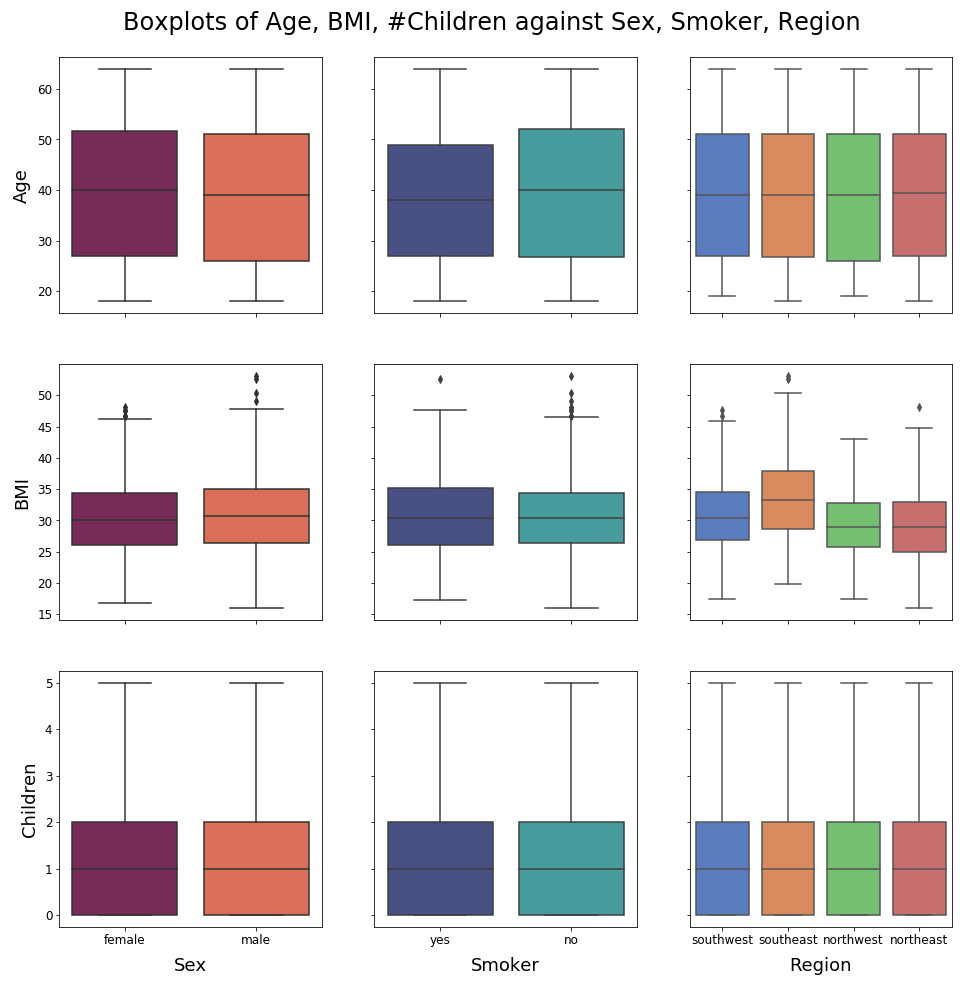 Boxplots of Age, BMI, #Children against Sex, Smoker, Region
Age
60
50
40
30
20
BMI
50
45
40
35
30
25
20
15
Children
5
4
3
2
1
0
female male
yes no
southwest southeast northwest northeast
Sex
Smoker
Region